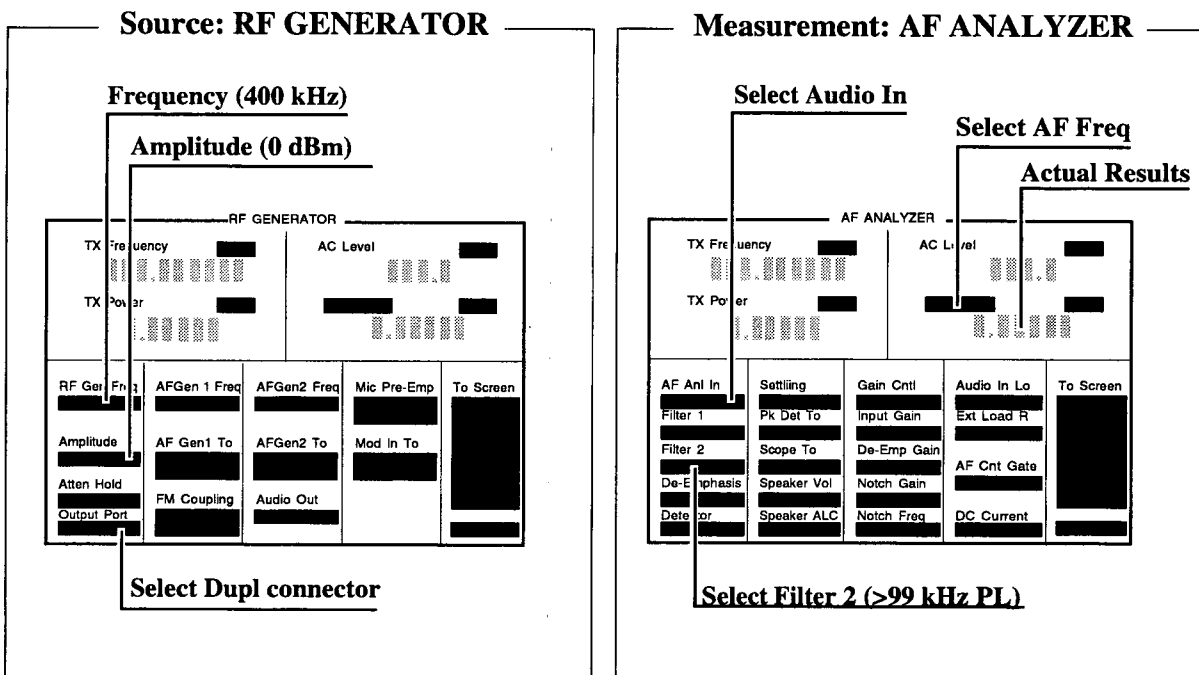 Source: RF GENERATOR
Frequency (400 kHz)
Amplitude (0 dBm)
RF GENERATOR
TX Frequency
AC Level
TX Power
RF Gen Freq
AFGen 1 Freq
AFGen2 Freq
Mic Pre-Emp
To Screen
Amplitude
AF Gen1 To
AFGen2 To
Mod In To
Atten Hold
FM Coupling
Audio Out
Output Port
Select Dupl connector
Measurement: AF ANALYZER
Select Audio In
Select AF Freq
Actual Results
AF ANALYZER
TX Frequency
AC Level
TX Power
AF Anl In
Settliing
Gain Cntl
Audio In Lo
To Screen
Filter 1
Pk Det To
Input Gain
Ext Load R
Filter 2
Scope To
De-Emp Gain
AF Cnt Gate
De-Emphasis
Speaker Vol
Notch Gain
Detector
Speaker ALC
Notch Freq
DC Current
Select Filter 2 (>99 kHz PL)